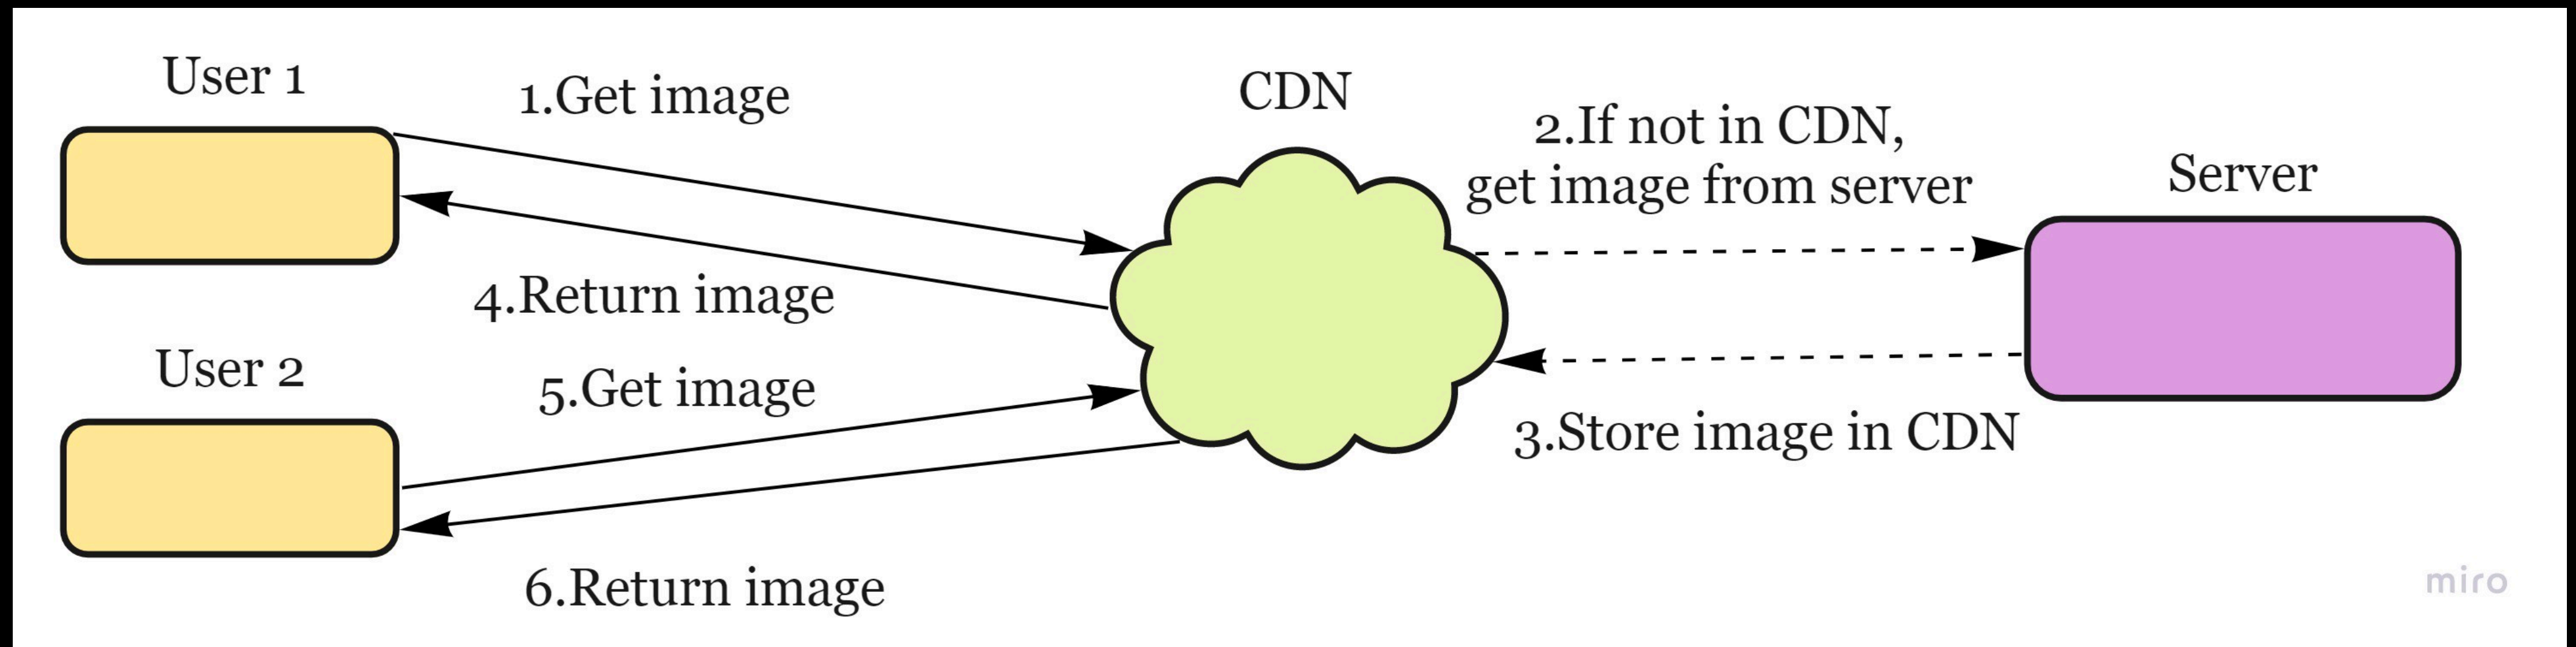 User 1
1.Get image
CDN
2.If not in CDN,
get image from server
Server
4.Return image
User 2
5.Get image
3.Store image in CDN
6.Return image
miro